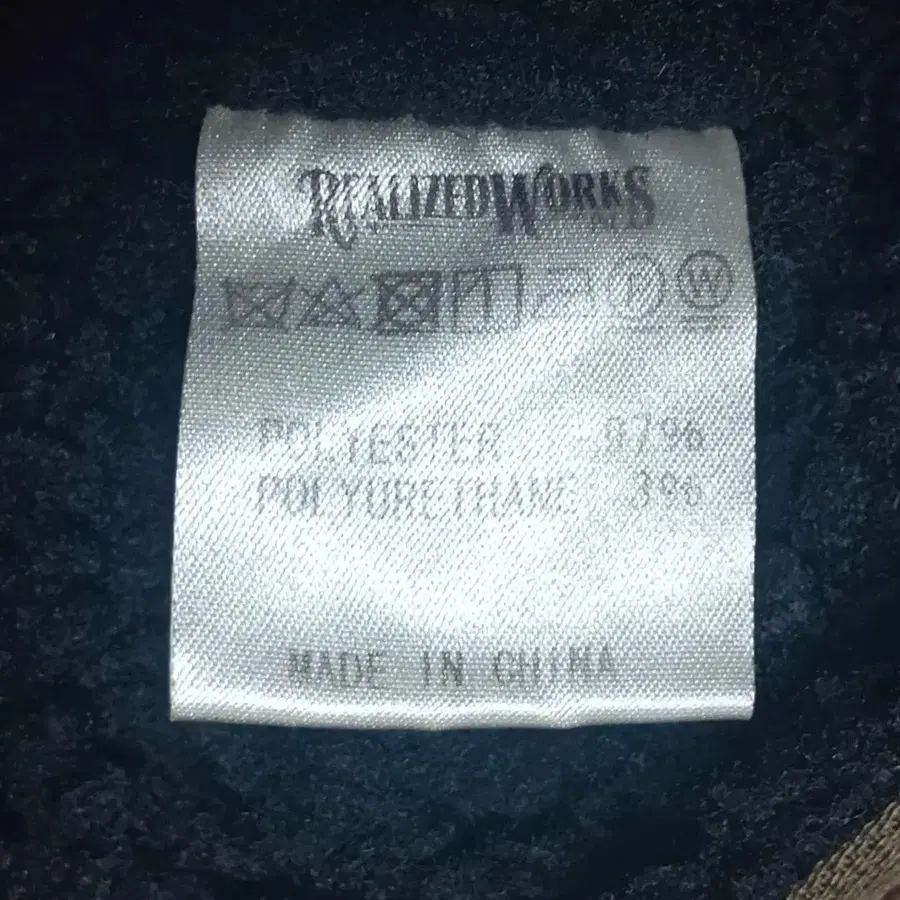 REALIZEDWORKS
P W
POLYESTER 97%
POLYURETHANE 3%
MADE IN CHINA